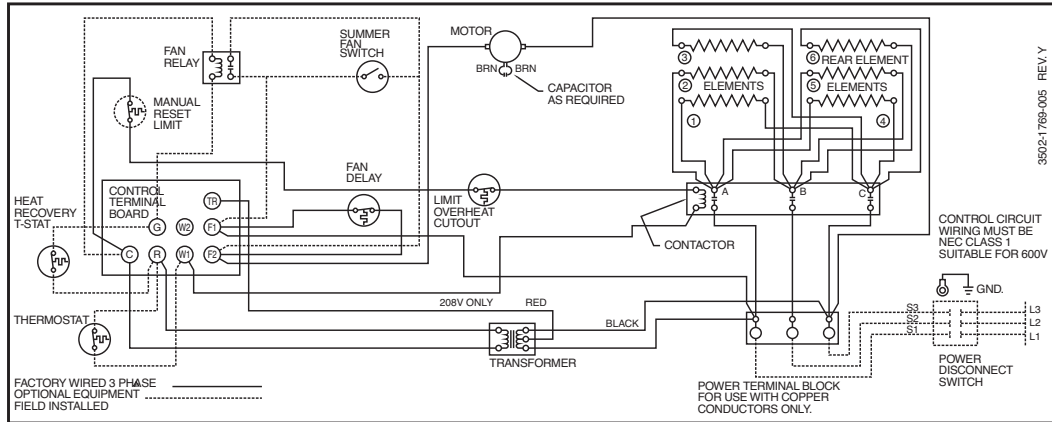 FAN
RELAY
SUMMER
FAN
SWITCH
MOTOR
BRN
BRN
CAPACITOR
AS REQUIRED
3
6
REAR ELEMENT
2
ELEMENTS
5
ELEMENTS
1
4
3502-1769-005 REV. Y
MANUAL
RESET
LIMIT
FAN
DELAY
LIMIT
OVERHEAT
CUTOUT
A
B
C
CONTACTOR
CONTROL
TERMINAL
BOARD
TR
G
W2
F1
C
R
W1
F2
HEAT
RECOVERY
T-STAT
CONTROL CIRCUIT
WIRING MUST BE
NEC CLASS 1
SUITABLE FOR 600V
GND.
208V ONLY
RED
BLACK
S3
S2
S1
L3
L2
L1
THERMOSTAT
TRANSFORMER
POWER
DISCONNECT
SWITCH
POWER TERMINAL BLOCK
FOR USE WITH COPPER
CONDUCTORS ONLY.
FACTORY WIRED 3 PHASE
OPTIONAL EQUIPMENT
FIELD INSTALLED